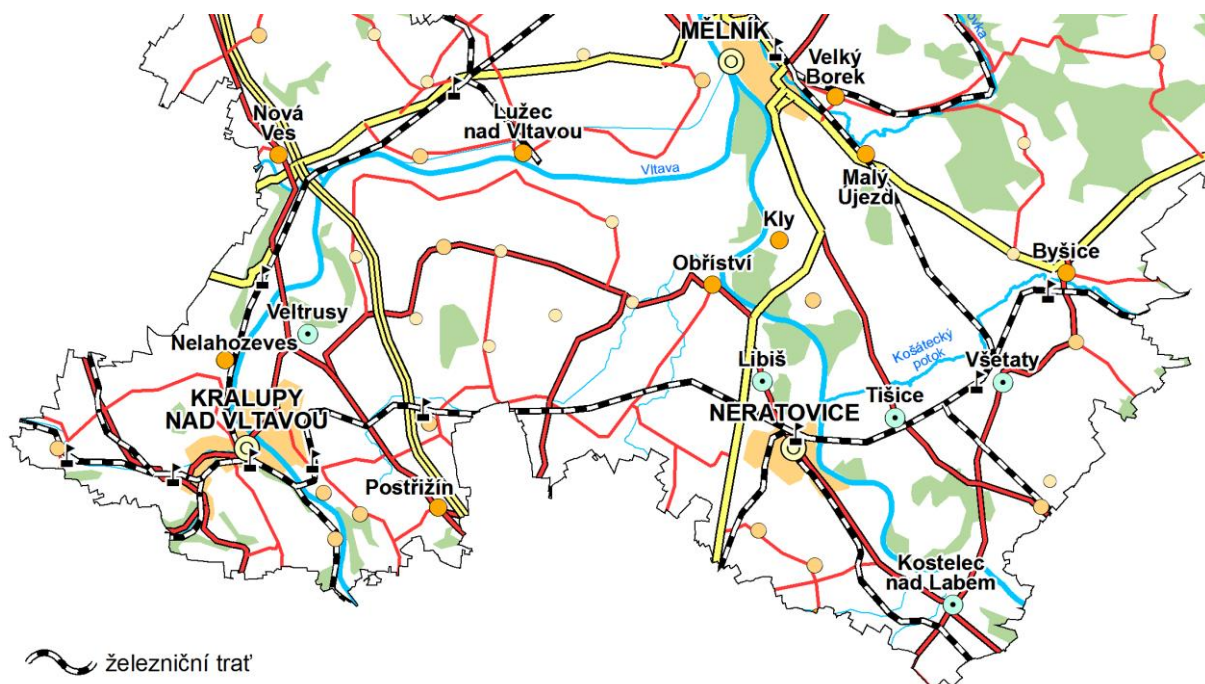 MĚLNÍK
Velký
Borek
Nová
Ves
Lužec
nad Vltavou
Vltava
Malý
Újezd
Kly
Obříství
Byšice
Veltrusy
Nelahozeves
Košátecký
potok
Libiš
Všetaty
KRALUPY
NAD VLTAVOU
Tišice
NERATOVICE
Postřižín
Kostelec
nad Labem
železniční trať